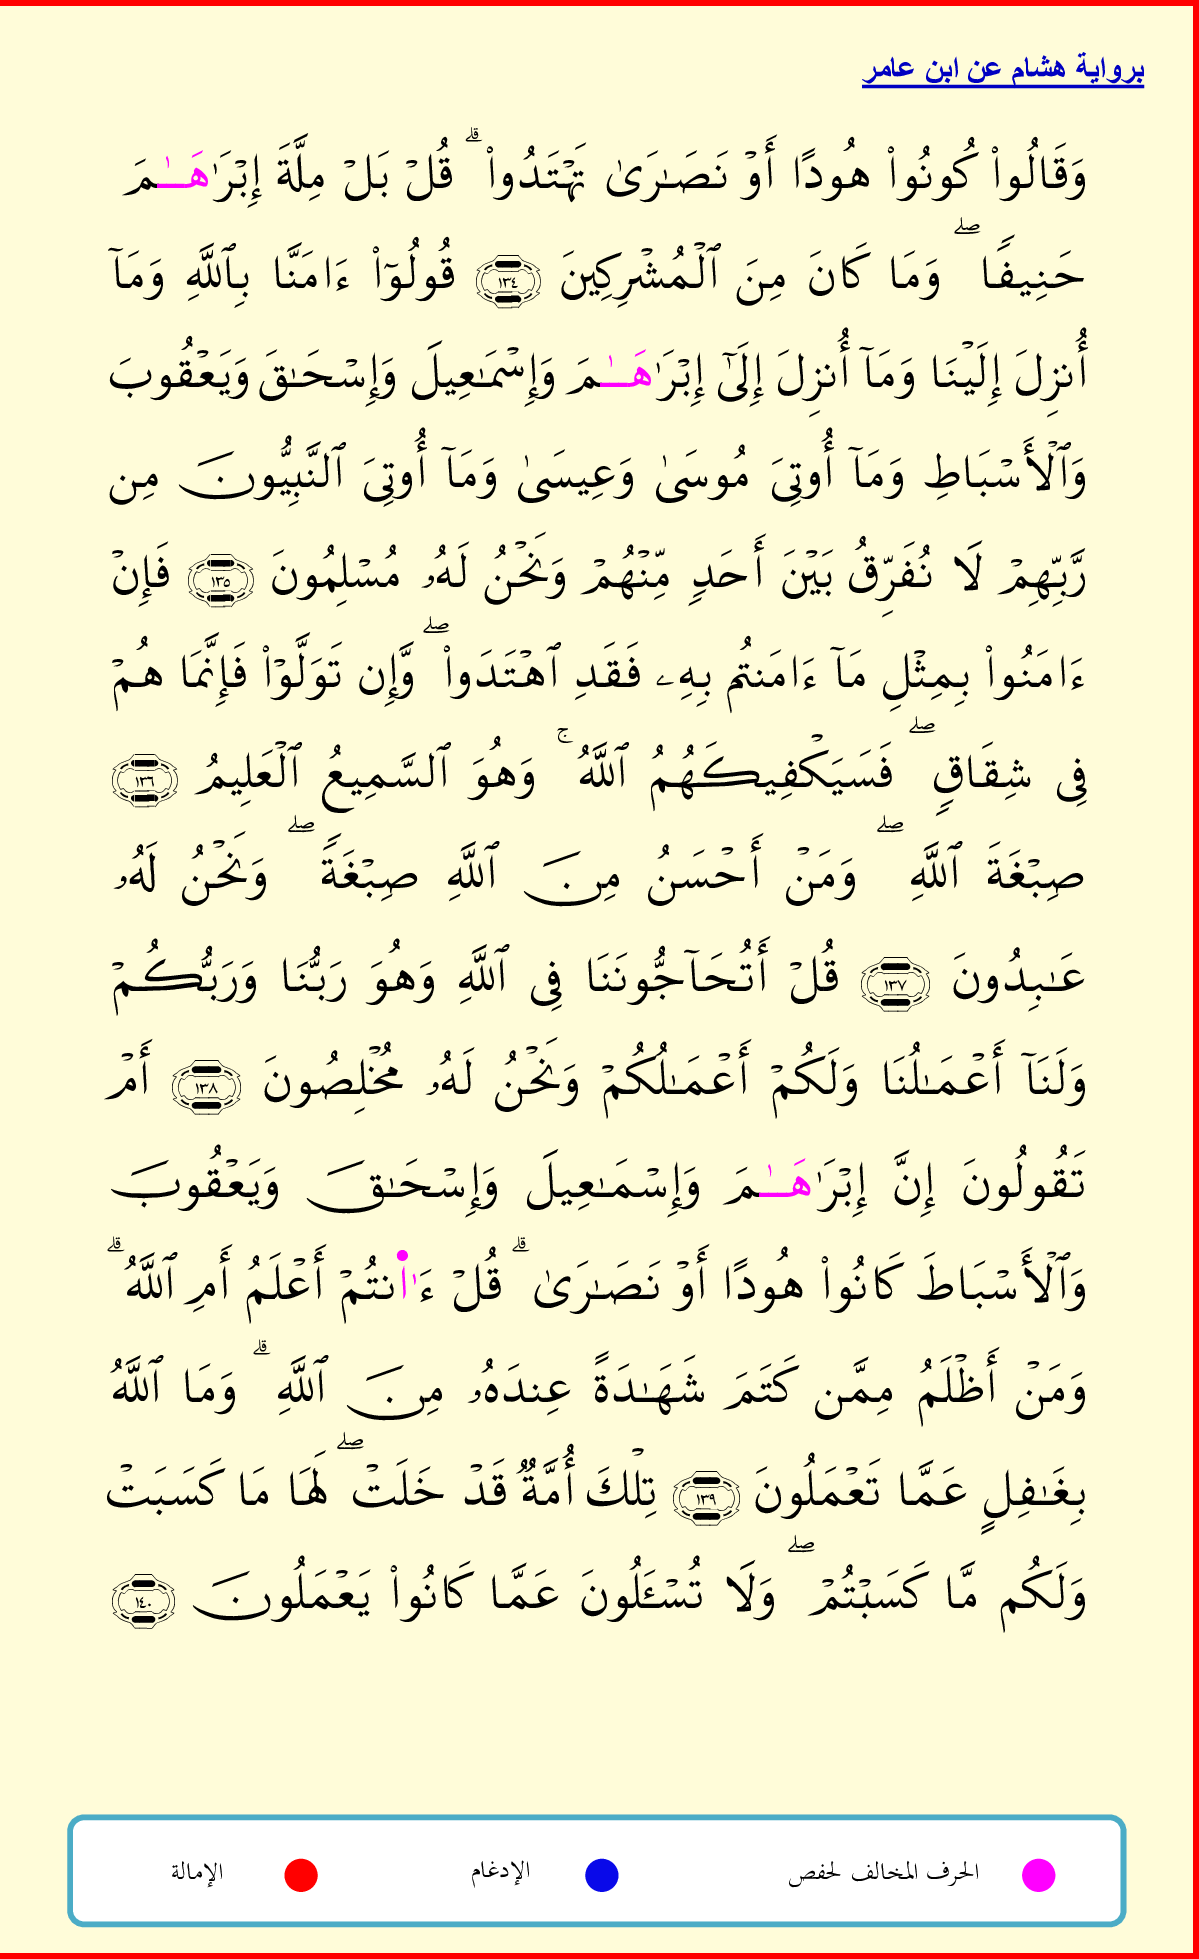 برواية هشام عن ابن عامر
وَقَالُوا۟ كُونُوا۟ هُودًا أَوۡ نَصَـٰرَىٰ تَهۡتَدُوا۟ۗ قُلۡ بَلۡ مِلَّةَ إِبۡرَٰهَـٰمَ
حَنِيفًاۖ وَمَا كَانَ مِنَ ٱلۡمُشۡرِكِينَ ١٣٤ قُولُوٓا۟ ءَامَنَّا بِٱللَّهِ وَمَآ
أُنزِلَ إِلَيۡنَا وَمَآ أُنزِلَ إِلَىٰٓ إِبۡرَٰهَـٰمَ وَإِسۡمَـٰعِيلَ وَإِسۡحَـٰقَ وَيَعۡقُوبَ
وَٱلۡأَسۡبَاطِ وَمَآ أُوتِىَ مُوسَىٰ وَعِيسَىٰ وَمَآ أُوتِىَ ٱلنَّبِيُّونَ مِن
رَّبِّهِمۡ لَا نُفَرِّقُ بَيۡنَ أَحَدٍ مِّنۡهُمۡ وَنَحۡنُ لَهُۥ مُسۡلِمُونَ ١٣٥ فَإِنۡ
ءَامَنُوا۟ بِمِثۡلِ مَآ ءَامَنتُم بِهِۦ فَقَدِ ٱهۡتَدَوا۟ۖ وَّإِن تَوَلَّوۡا۟ فَإِنَّمَا هُمۡ
فِى شِقَاقٍۖ فَسَيَكۡفِيكَهُمُ ٱللَّهُۚ وَهُوَ ٱلسَّمِيعُ ٱلۡعَلِيمُ ١٣٦
صِبۡغَةَ ٱللَّهِۖ وَمَنۡ أَحۡسَنُ مِنَ ٱللَّهِ صِبۡغَةًۖ وَنَحۡنُ لَهُۥ
عَـٰبِدُونَ ١٣٧ قُلۡ أَتُحَآجُّونَنَا فِى ٱللَّهِ وَهُوَ رَبُّنَا وَرَبُّكُمۡ
وَلَنَآ أَعۡمَـٰلُنَا وَلَكُمۡ أَعۡمَـٰلُكُمۡ وَنَحۡنُ لَهُۥ مُخۡلِصُونَ ١٣٨ أَمۡ
تَقُولُونَ إِنَّ إِبۡرَٰهَـٰمَ وَإِسۡمَـٰعِيلَ وَإِسۡحَـٰقَ وَيَعۡقُوبَ
وَٱلۡأَسۡبَاطَ كَانُوا۟ هُودًا أَوۡ نَصَـٰرَىٰۗ قُلۡ ءَٰا۬نتُمۡ أَعۡلَمُ أَمِ ٱللَّهُۗ
وَمَنۡ أَظۡلَمُ مِمَّن كَتَمَ شَهَـٰدَةً عِندَهُۥ مِنَ ٱللَّهِۗ وَمَا ٱللَّهُ
بِغَـٰفِلٍ عَمَّا تَعۡمَلُونَ ١٣٩ تِلۡكَ أُمَّةٌ قَدۡ خَلَتۡۖ لَهَا مَا كَسَبَتۡ
وَلَكُم مَّا كَسَبۡتُمۡۖ وَلَا تُسۡـَٔلُونَ عَمَّا كَانُوا۟ يَعۡمَلُونَ ١٤٠
الحرف المخالف لحفص الإدغام الإمالة